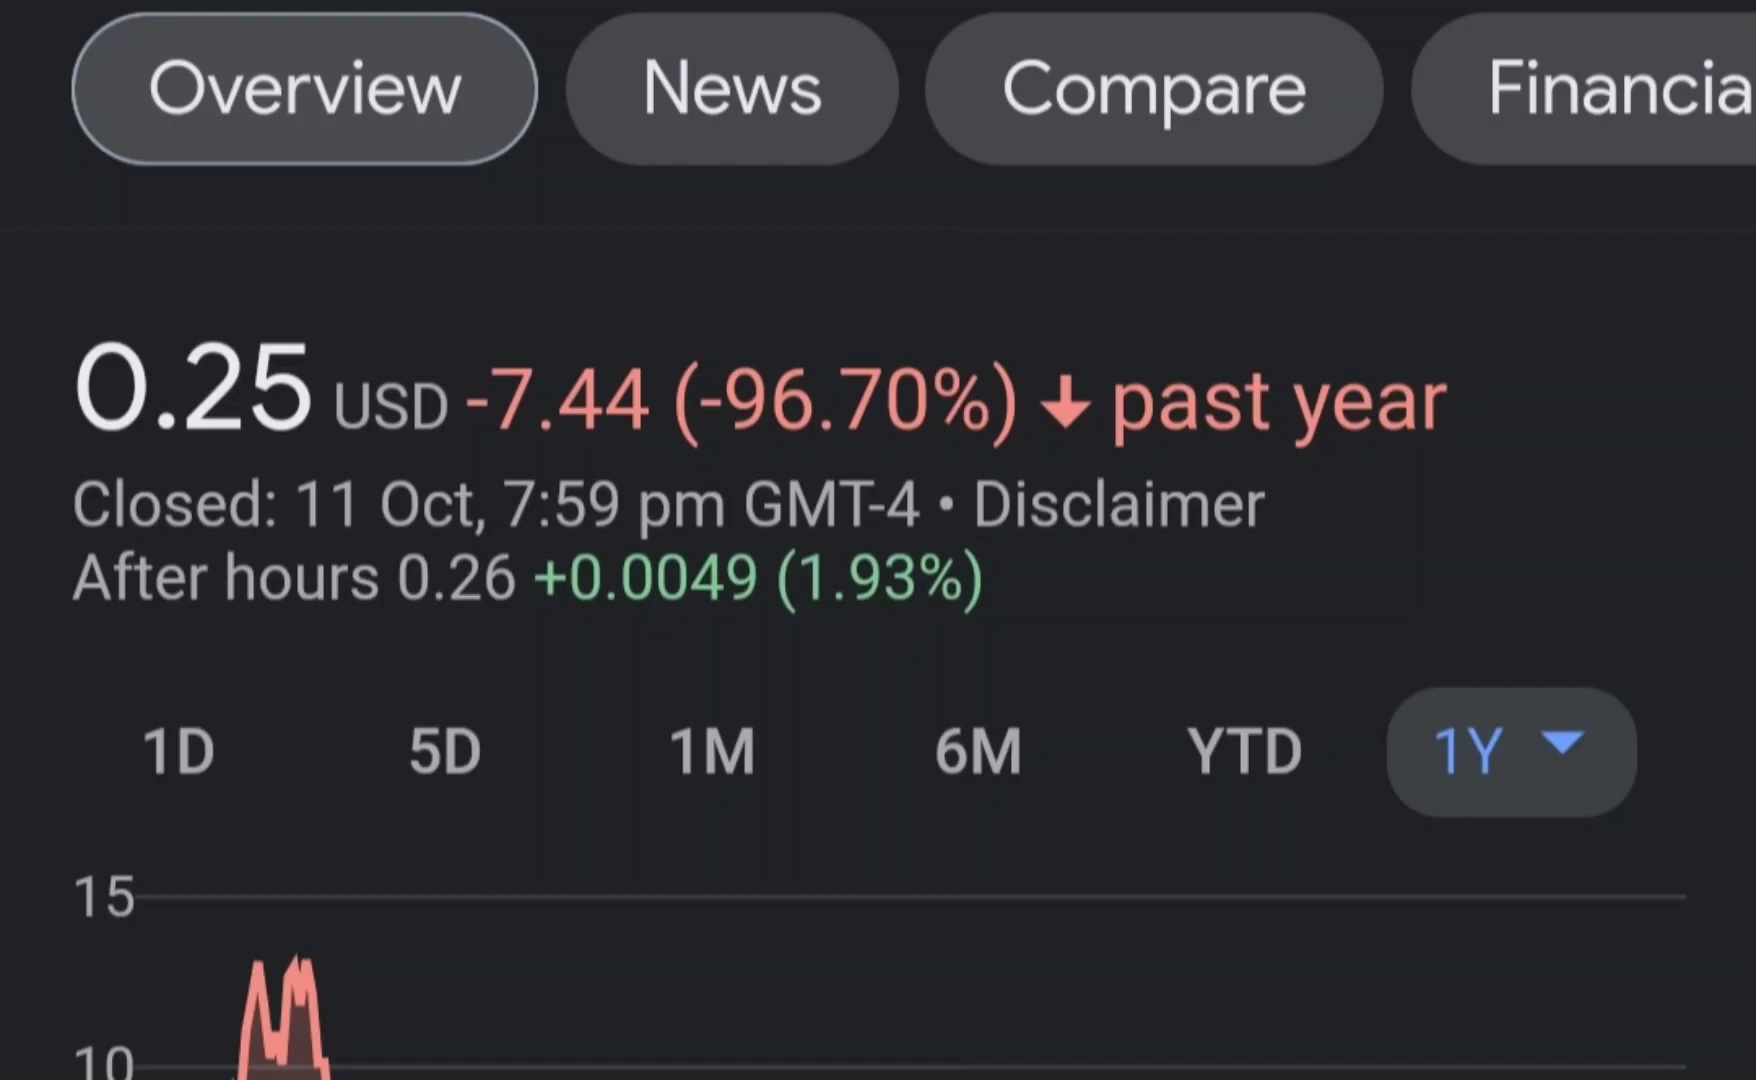 Overview News Compare Financia
0.25 USD -7.44 (-96.70%) ↓ past year
Closed: 11 Oct, 7:59 pm GMT-4 • Disclaimer
After hours 0.26 +0.0049 (1.93%)
1D 5D 1M 6M YTD 1Y
15
10